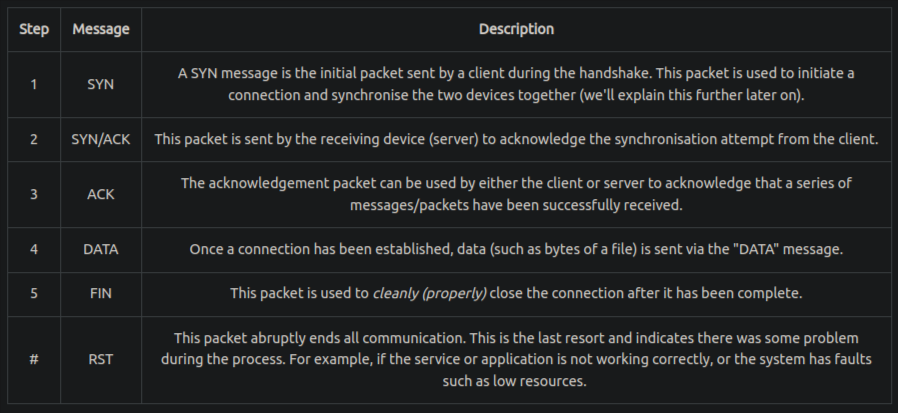 Step Message Description
1 SYN A SYN message is the initial packet sent by a client during the handshake. This packet is used to initiate a
connection and synchronise the two devices together (we'll explain this further later on).
2 SYN/ACK This packet is sent by the receiving device (server) to acknowledge the synchronisation attempt from the client.
3 ACK The acknowledgement packet can be used by either the client or server to acknowledge that a series of
messages/packets have been successfully received.
4 DATA Once a connection has been established, data (such as bytes of a file) is sent via the "DATA" message.
5 FIN This packet is used to cleanly (properly) close the connection after it has been complete.
# RST This packet abruptly ends all communication. This is the last resort and indicates there was some problem
during the process. For example, if the service or application is not working correctly, or the system has faults
such as low resources.